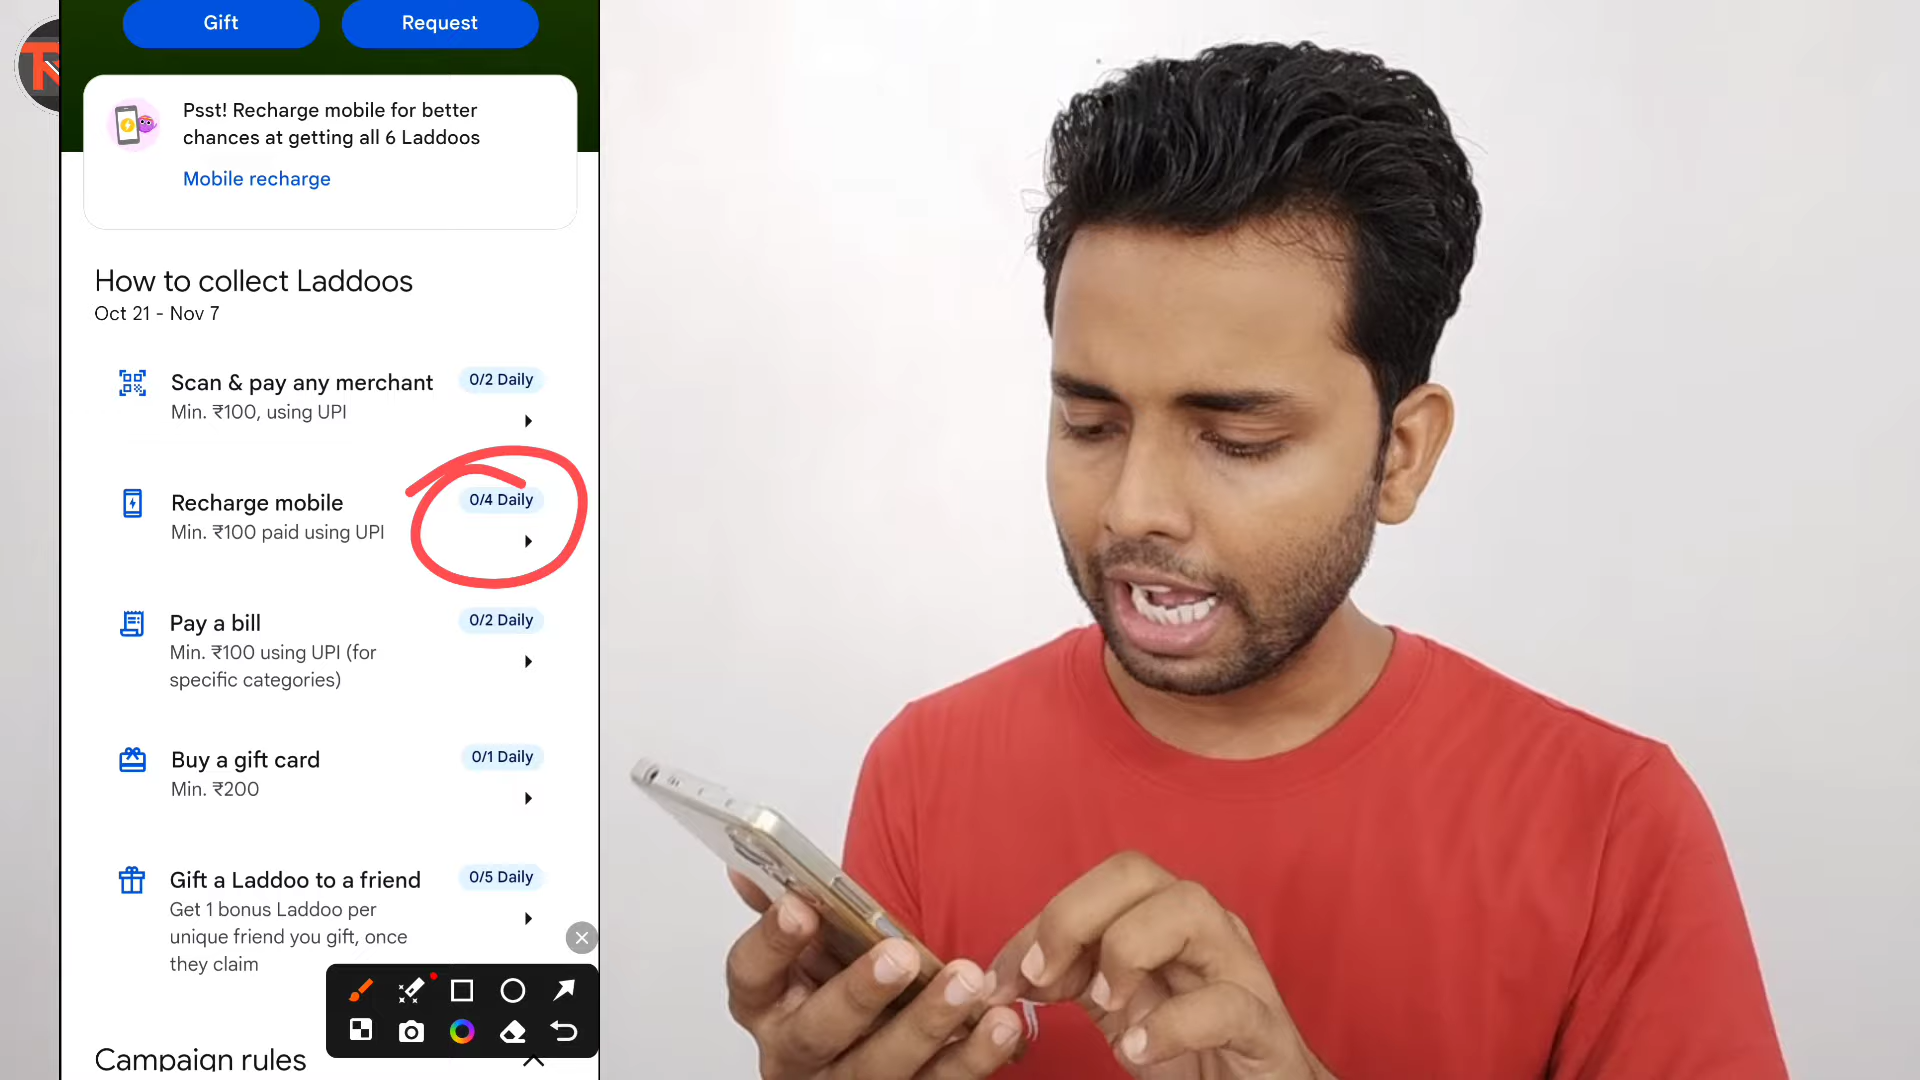 Gift
Request
Psst! Recharge mobile for better
chances at getting all 6 Laddoos
Mobile recharge
How to collect Laddoos
Oct 21 - Nov 7
Scan & pay any merchant
0/2 Daily
Min. ₹100, using UPI
Recharge mobile
0/4 Daily
Min. ₹100 paid using UPI
Pay a bill
0/2 Daily
Min. ₹100 using UPI (for
specific categories)
Buy a gift card
0/1 Daily
Min. ₹200
Gift a Laddoo to a friend
0/5 Daily
Get 1 bonus Laddoo per
unique friend you gift, once
they claim
Campaign rules